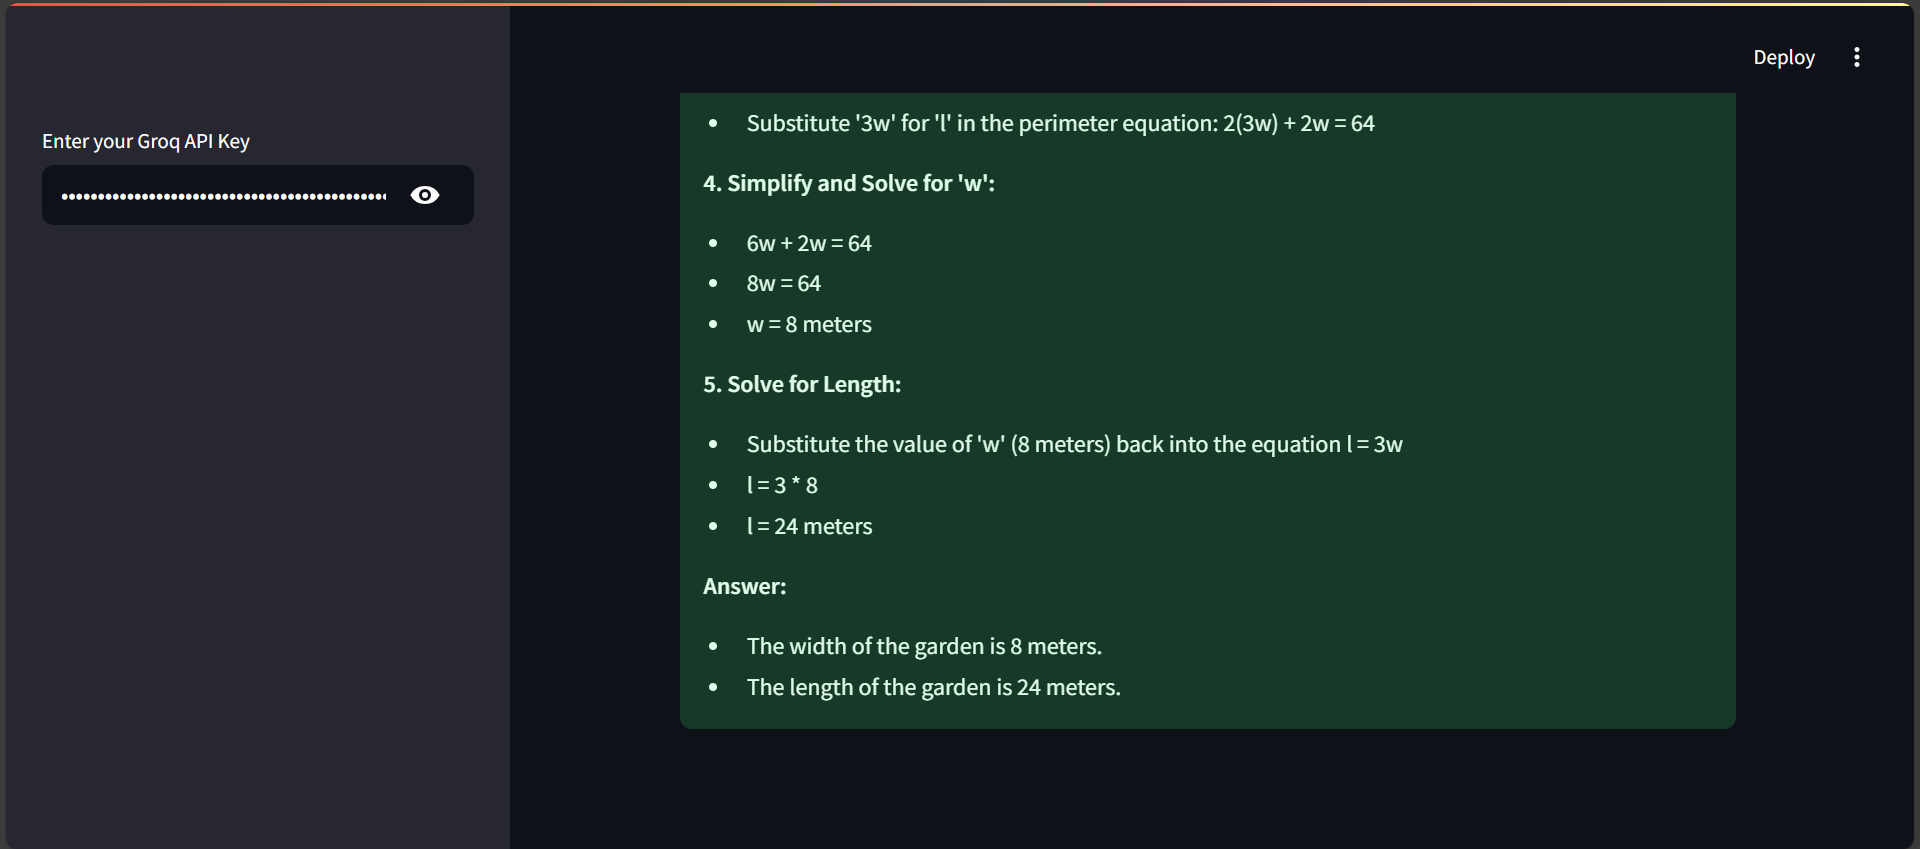 Deploy
Enter your Groq API Key
••••••••••••••••••••••••••••••••••••••••••••
• Substitute '3w' for 'l' in the perimeter equation: 2(3w) + 2w = 64
4. Simplify and Solve for 'w':
• 6w + 2w = 64
• 8w = 64
• w = 8 meters
5. Solve for Length:
• Substitute the value of 'w' (8 meters) back into the equation l = 3w
• l = 3 * 8
• l = 24 meters
Answer:
• The width of the garden is 8 meters.
• The length of the garden is 24 meters.